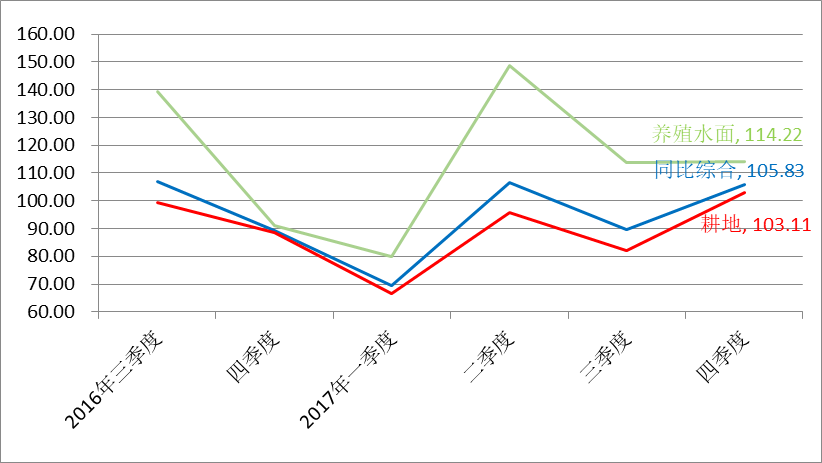 160.00
150.00
140.00
130.00
120.00
110.00
100.00
90.00
80.00
70.00
60.00
养殖水面, 114.22
同比综合, 105.83
耕地, 103.11
2016年三季度
四季度
2017年一季度
二季度
三季度
四季度